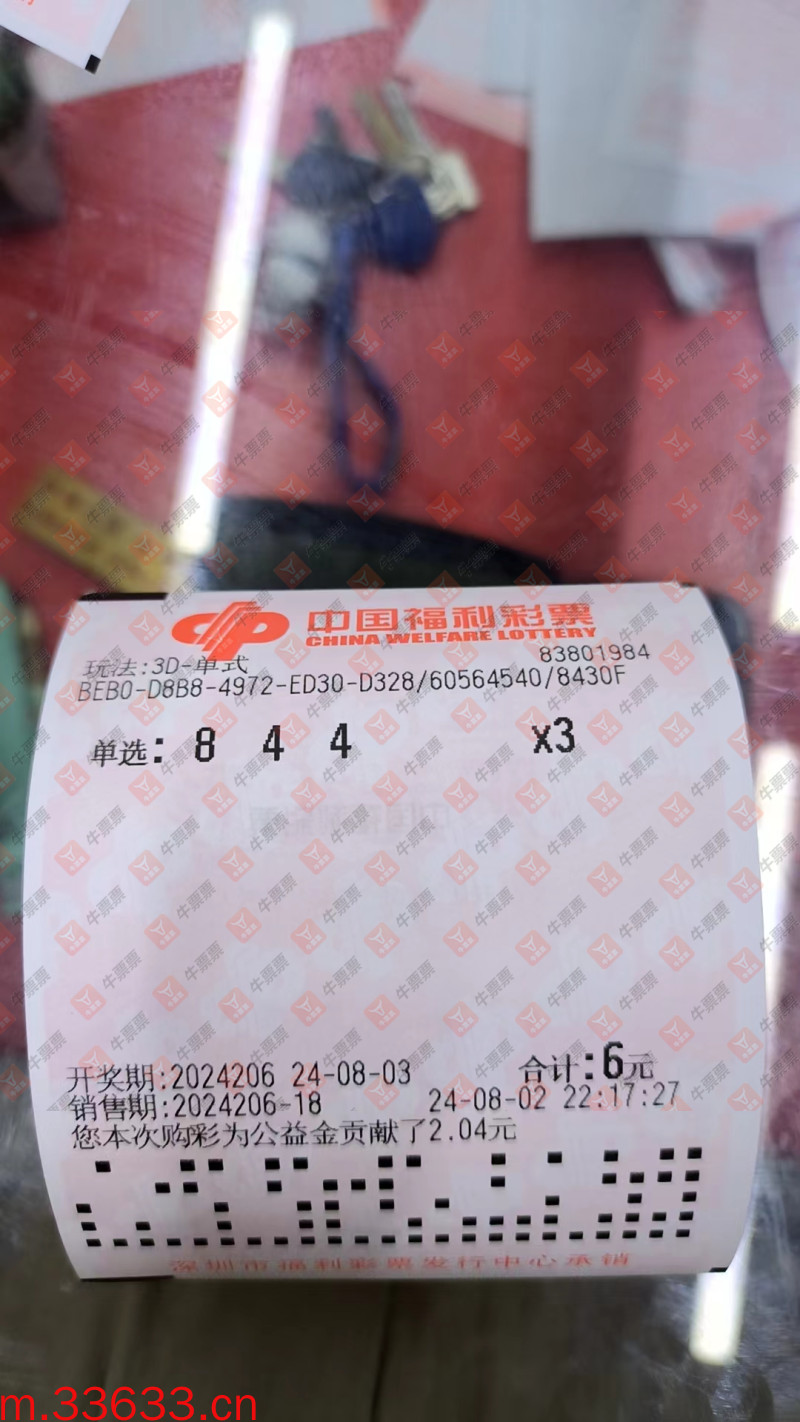 中国福利彩票
CHINA WELFARE LOTTERY
玩法:3D-单式 83801984
BEB0-D8B8-4972-ED30-D328/60564540/8430F
单选: 8 4 4 x3
开奖期:2024206 24-08-03 合计:6元
销售期:2024206-18 24-08-02 22:17:27
您本次购彩为公益金贡献了2.04元
深圳市福利彩票发行中心承销
牛票票
m.33633.cn